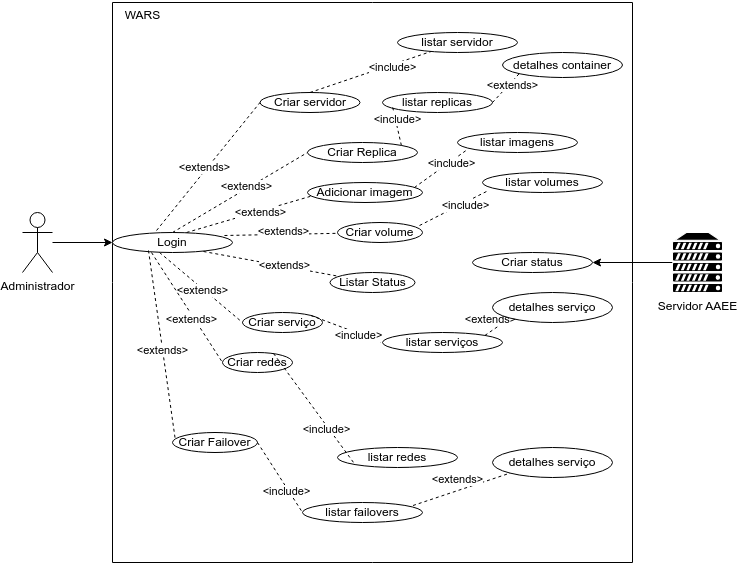 WARS
listar servidor
<include>
detalhes container
<extends>
Criar servidor
listar replicas
<include>
listar imagens
Criar Replica
<extends>
<include>
listar volumes
<extends>
Adicionar imagem
<include>
<extends>
Criar volume
<extends>
Login
Criar status
<extends>
Listar Status
Administrador
Servidor AAEE
<extends>
detalhes serviço
<extends>
Criar serviço
<extends>
<include>
listar serviços
<extends>
Criar redes
<include>
Criar Failover
listar redes
detalhes serviço
<extends>
<include>
listar failovers